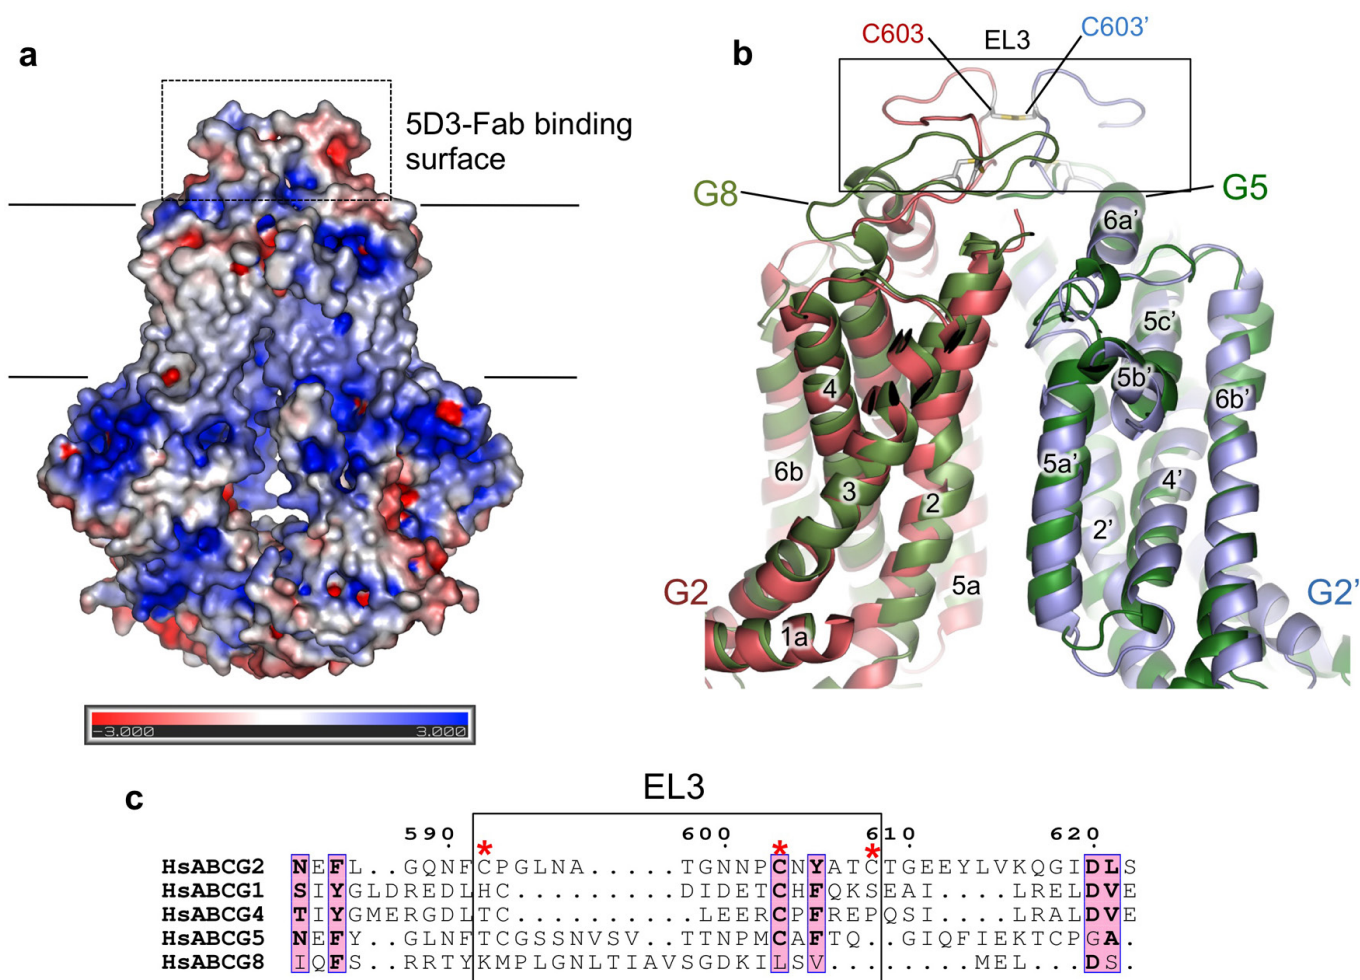 a
5D3-Fab binding
surface
-3.000 3.000
b
C603 EL3 C603’
G8 G5
6a’
5c’
4 5b’ 6b’
6b 3 2 5a’ 4’
2’
G2 1a 5a G2’
c
EL3
590 600 610 620
* * *
HsABCG2 NEFL..GQNFCPGLNA.....TGNNPCNYATCTGEEYLVKQGIDLS
HsABCG1 SIYGLDREDLHC.........DIDETCHFQKSEAI....LRELDVE
HsABCG4 TIYGMERGDLTC..........LEERCPFREPQSI....LRALDVE
HsABCG5 NEFY..GLNFTCGSSNVSV..TTNPMCAFTQ..GIQFIEKTCPGA.
HsABCG8 IQFS..RRTYKMPLGNLTIAVSGDKILSV........MEL...DS.